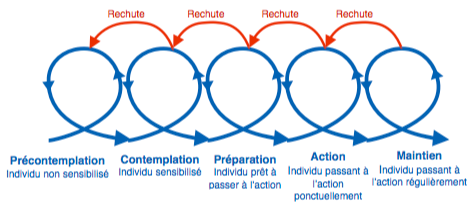 Rechute Rechute Rechute Rechute
Précontemplation
Individu non sensibilisé
Contemplation
Individu sensibilisé
Préparation
Individu prêt à
passer à l'action
Action
Individu passant à
l'action
ponctuellement
Maintien
Individu passant à
l'action régulièrement